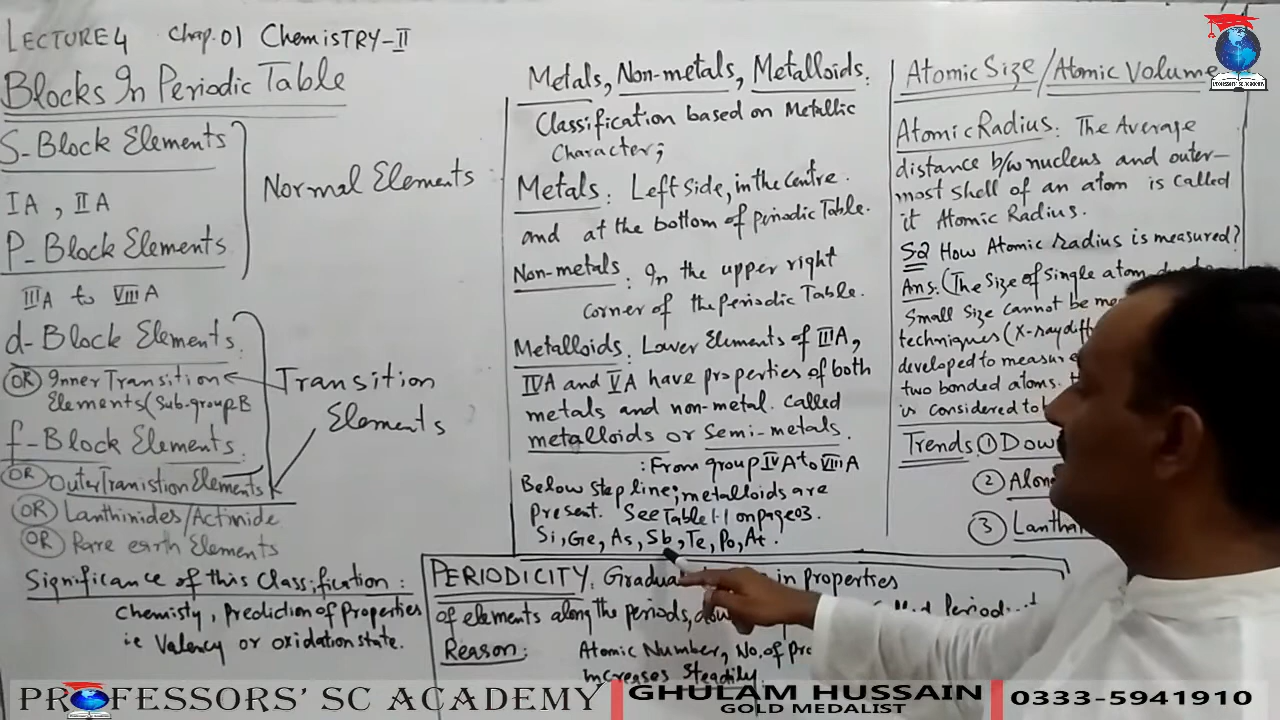 LECTURE 4 Chap.01 ChemisTRY-II
Blocks In Periodic Table
S-Block Elements
IA, IIA
Normal Elements
P-Block Elements
IIIA to VIIIA
d-Block Elements.
(OR) Inner Transition
Elements (Sub-group-B
Transition
Elements
f-Block Elements.
(OR) Outer Tramistion Elements
(OR) Lanthinides/Actinide
(OR) Rare earth Elements
Significance of this Classification:
Chemisty, Prediction of Properties
ie Valency or oxidation state.
Metals, Non-metals, Metalloids.
Classification based on Metallic
Character;
Metals: Left side, in the Centre.
and at the bottom of periodic Table.
Non-metals: In the upper right
corner of the Periodic Table.
Metalloids: Lower Elements of IIIA,
IVA and VA have properties of both
metals and non-metal. called
metalloids or Semi-metals.
:From group IVA to VIIIA
Below step line; metalloids are
present. See Table 1.1 on page 03.
Si, Ge, As, Sb, Te, Po, At.
PERIODICITY: in Properties
of elements along the periods,
Reason: Atomic Number, No. of
increases Steadily.
Atomic Size/Atomic Volume
Atomic Radius: The Average
distance b/w nucleus and outer-
most shell of an atom is called
it Atomic Radius.
S.Q How Atomic radius is measured?
Ans: (The Size of Single atom
Small Size cannot be
techniques (X-ray
developed to measure
two bonded atoms.
is considered to
Trends ①
②
③
PROFESSORS' SC ACADEMY
GHULAM HUSSAIN
GOLD MEDALIST
0333-5941910
PROFESSORS' SC ACADEMY